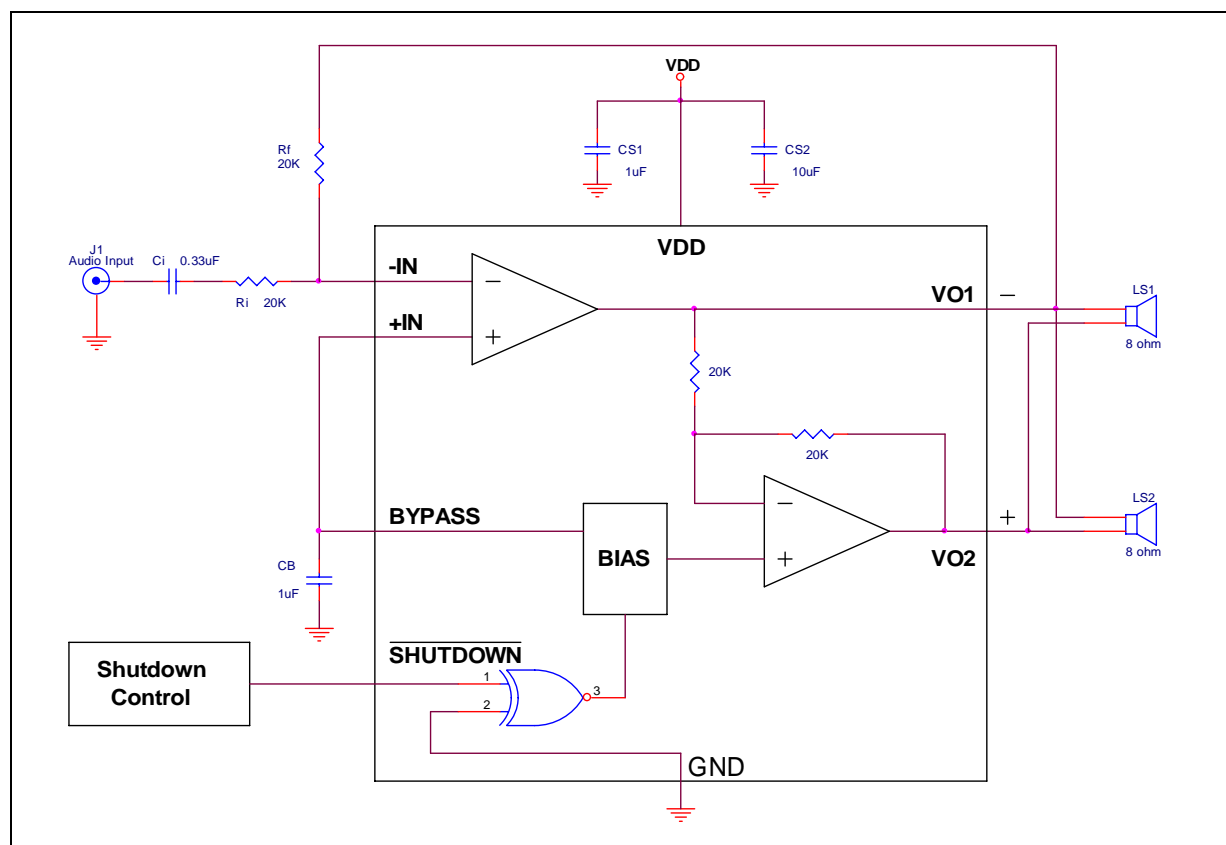 VDD
Rf
20K
CS1
1uF
CS2
10uF
J1
Audio Input
Ci
0.33uF
Ri
20K
VDD
-IN
+IN
−
+
VO1
−
LS1
8 ohm
20K
20K
BYPASS
BIAS
−
+
VO2
+
LS2
8 ohm
CB
1uF
SHUTDOWN
Shutdown
Control
1
2
3
GND